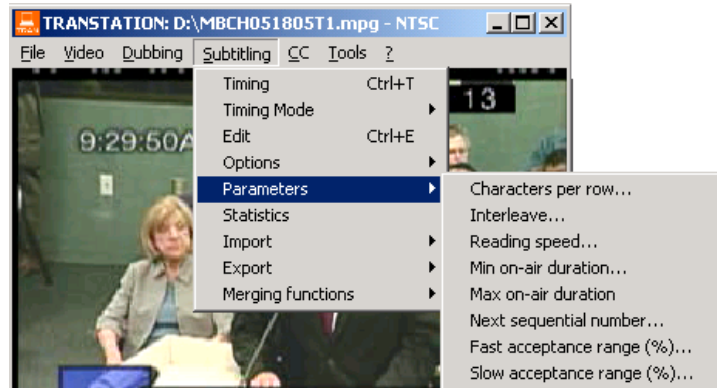 TRANSTATION: D:\MBCH051805T1.mpg - NTSC
File Video Dubbing Subtitling CC Tools ?
Timing Ctrl+T
Timing Mode
Edit Ctrl+E
Options
Parameters
Statistics
Import
Export
Merging functions
Characters per row...
Interleave...
Reading speed...
Min on-air duration...
Max on-air duration
Next sequential number...
Fast acceptance range (%)...
Slow acceptance range (%)...
9:29:50A
13